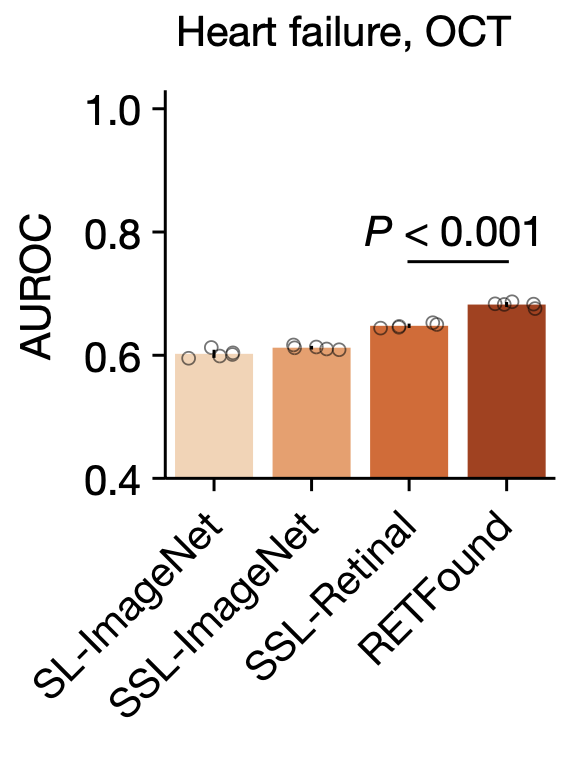 Heart failure, OCT
AUROC
1.0
0.8
0.6
0.4
P < 0.001
SL-ImageNet
SSL-ImageNet
SSL-Retinal
RETFound